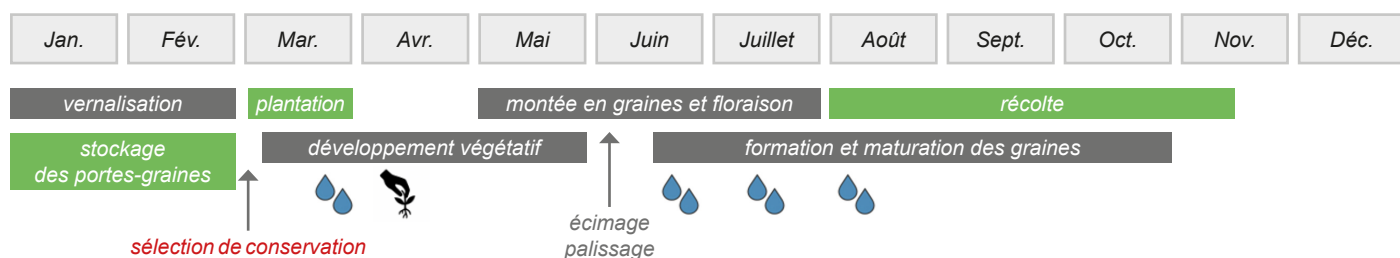 Jan. Fév. Mar. Avr. Mai Juin Juillet Août Sept. Oct. Nov. Déc.
vernalisation plantation montée en graines et floraison récolte
stockage
des portes-graines
développement végétatif formation et maturation des graines
sélection de conservation
écimage
palissage